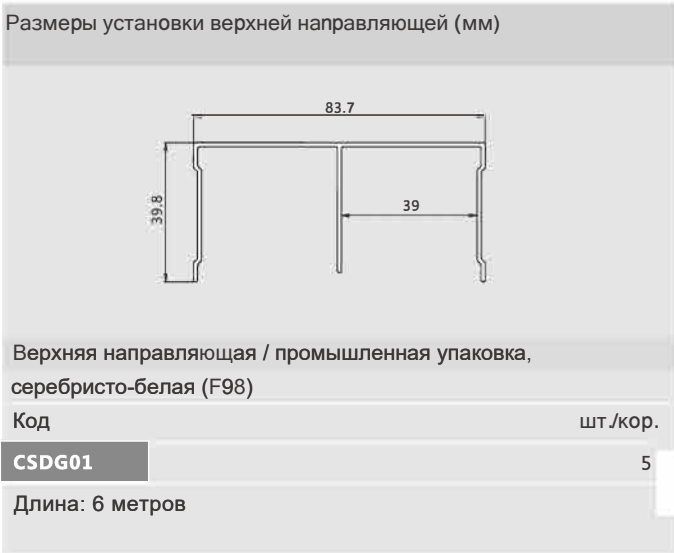 Размеры установки верхней направляющей (мм)
83.7
39.8
39
Верхняя направляющая / промышленная упаковка,
серебристо-белая (F98)
Код шт./кор.
CSDG01 5
Длина: 6 метров